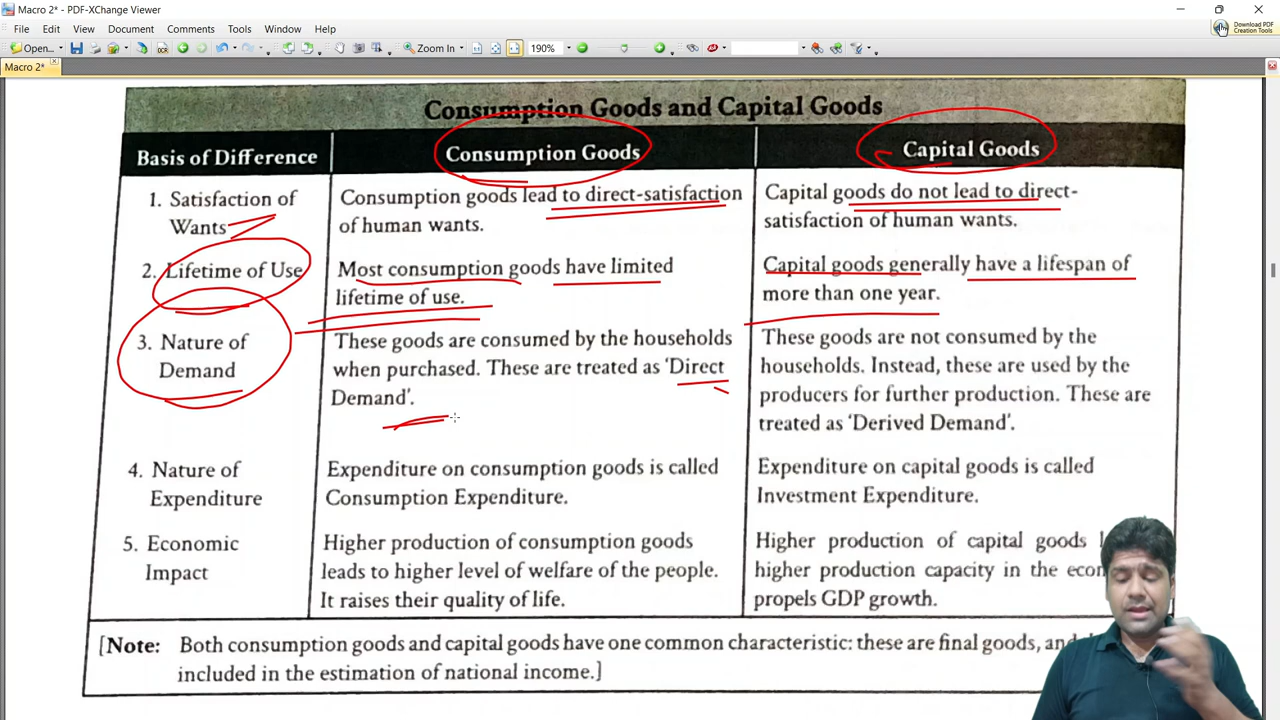 Macro 2* - PDF-XChange Viewer
File Edit View Document Comments Tools Window Help
Download PDF
Creation Tools
Open... Zoom In 190%
Macro 2*
Consumption Goods and Capital Goods
Basis of Difference Consumption Goods Capital Goods
1. Satisfaction of Wants
Consumption goods lead to direct-satisfaction
of human wants.
Capital goods do not lead to direct-
satisfaction of human wants.
2. Lifetime of Use
Most consumption goods have limited
lifetime of use.
Capital goods generally have a lifespan of
more than one year.
3. Nature of
Demand
These goods are consumed by the households
when purchased. These are treated as 'Direct
Demand'.
These goods are not consumed by the
households. Instead, these are used by the
producers for further production. These are
treated as 'Derived Demand'.
4. Nature of
Expenditure
Expenditure on consumption goods is called
Consumption Expenditure.
Expenditure on capital goods is called
Investment Expenditure.
5. Economic
Impact
Higher production of consumption goods
leads to higher level of welfare of the people.
It raises their quality of life.
Higher production of capital goods
higher production capacity in the
propels GDP growth.
[Note: Both consumption goods and capital goods have one common characteristic: these are final goods, and
included in the estimation of national income.]